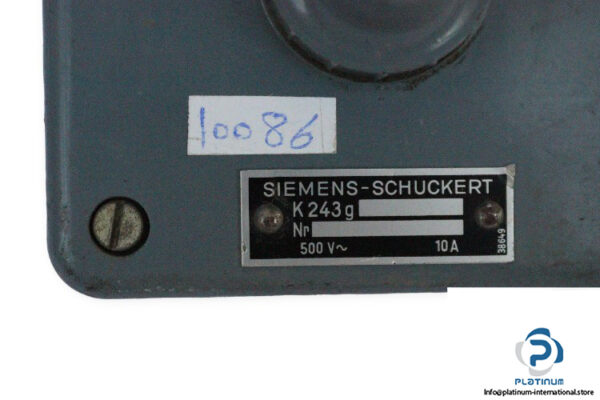 10086
SIEMENS-SCHUCKERT
K 243 g
Nr
500 V~ 10 A
38649
PLATINUM
Info@platinum-international.store